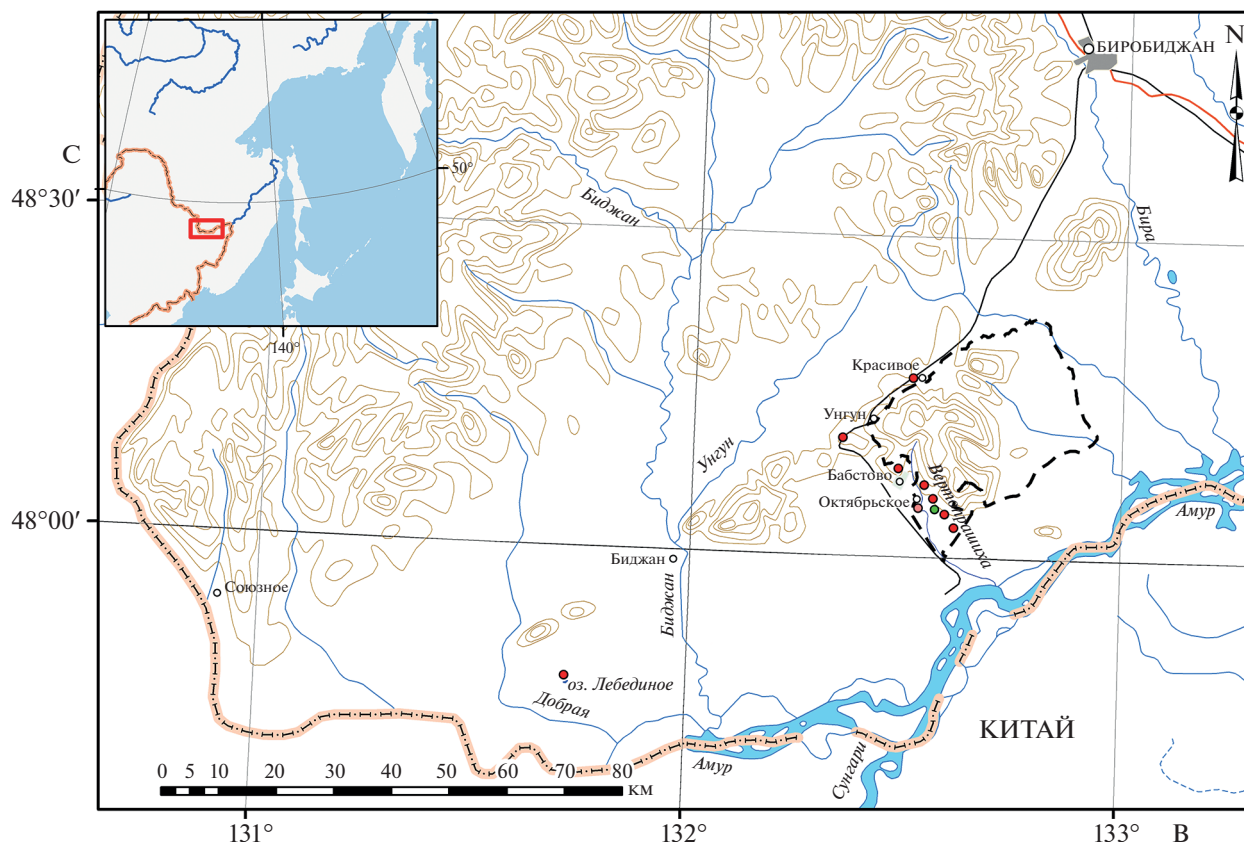 БИРОБИДЖАН
N
С
50°
48°30′
Биджан
Бира
140°
Красивое
Унгун
Унгун
Бабстово
Вертопрашиха
Октябрьское
48°00′
Амур
Биджан
Союзное
Биджан
оз. Лебединое
Добрая
КИТАЙ
Амур
Сунгари
0 5 10 20 30 40 50 60 70 80
км
131° 132° 133° В